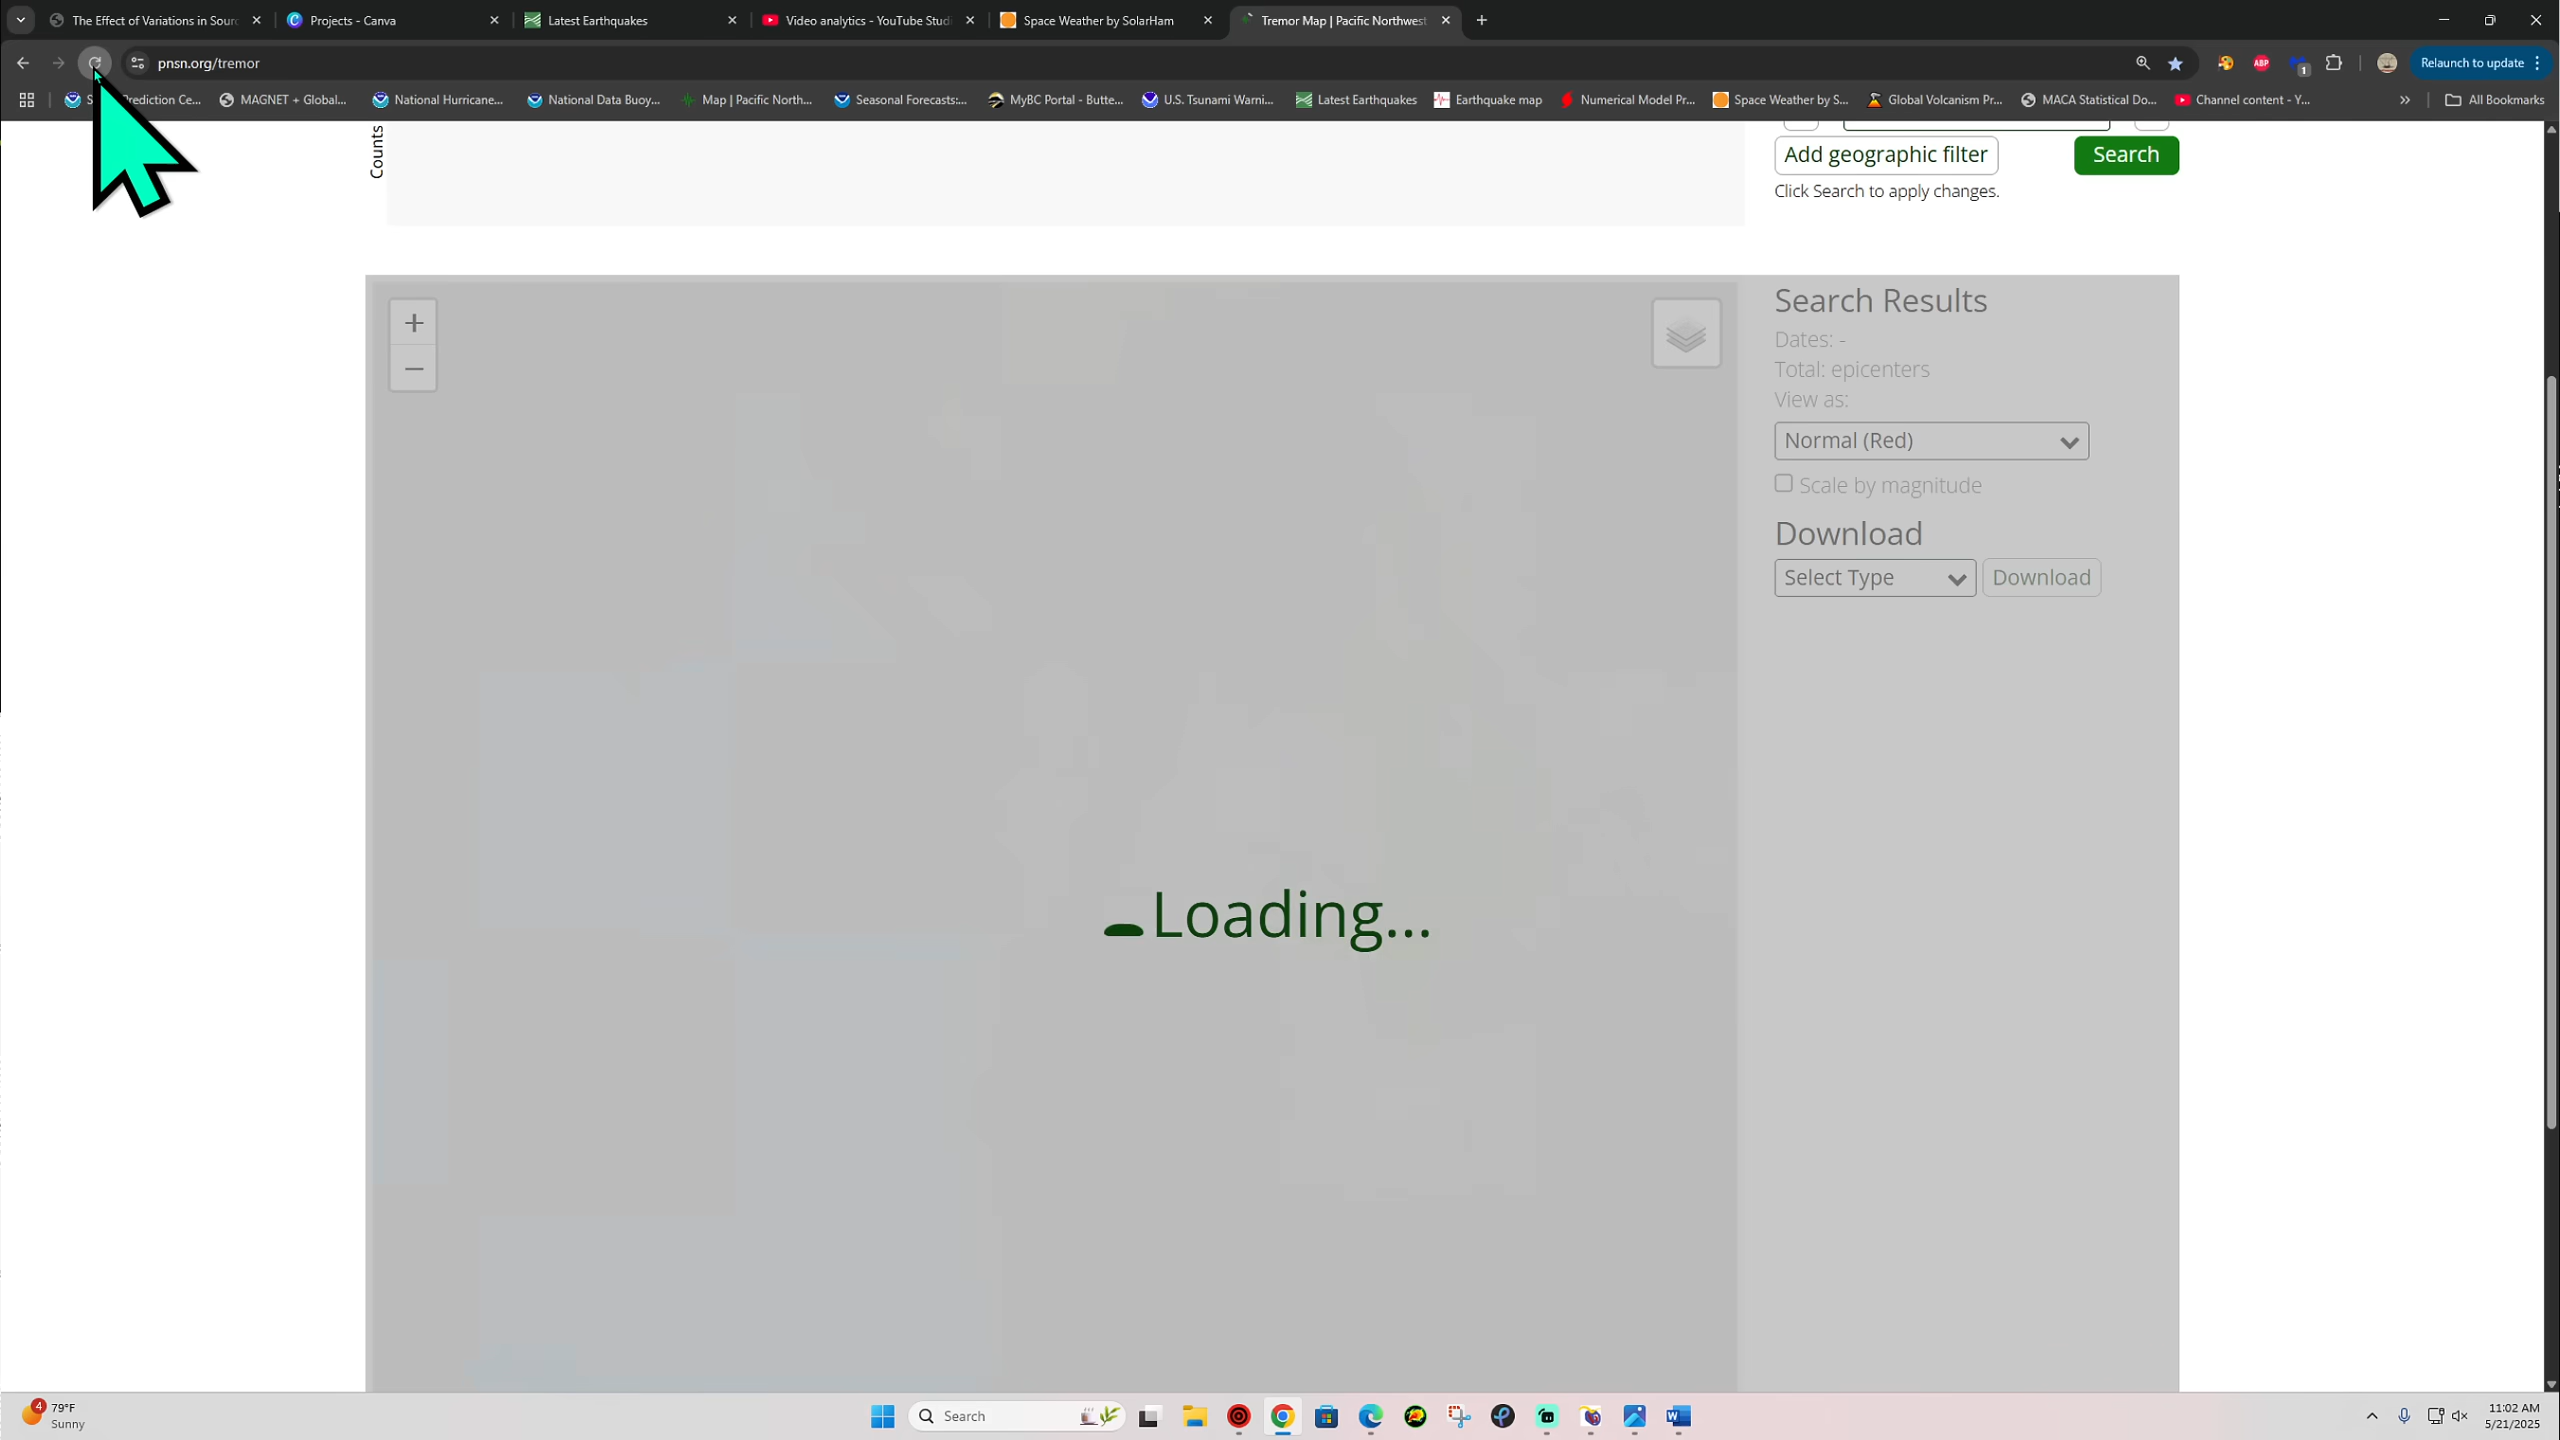 The Effect of Variations in Sourc
Projects - Canva
Latest Earthquakes
Video analytics - YouTube Studi
Space Weather by SolarHam
Tremor Map | Pacific Northwest
pnsn.org/tremor
ABP
1
Relaunch to update
Prediction Ce...
MAGNET + Global...
National Hurricane...
National Data Buoy...
Map | Pacific North...
Seasonal Forecasts:...
MyBC Portal - Butte...
U.S. Tsunami Warni...
Latest Earthquakes
Earthquake map
Numerical Model Pr...
Space Weather by S...
Global Volcanism Pr...
MACA Statistical Do...
Channel content - Y...
All Bookmarks
Counts
Add geographic filter
Search
Click Search to apply changes.
+
−
Search Results
Dates: -
Total: epicenters
View as:
Normal (Red)
Scale by magnitude
Download
Select Type
Download
Loading...
4
79°F
Sunny
Search
11:02 AM
5/21/2025